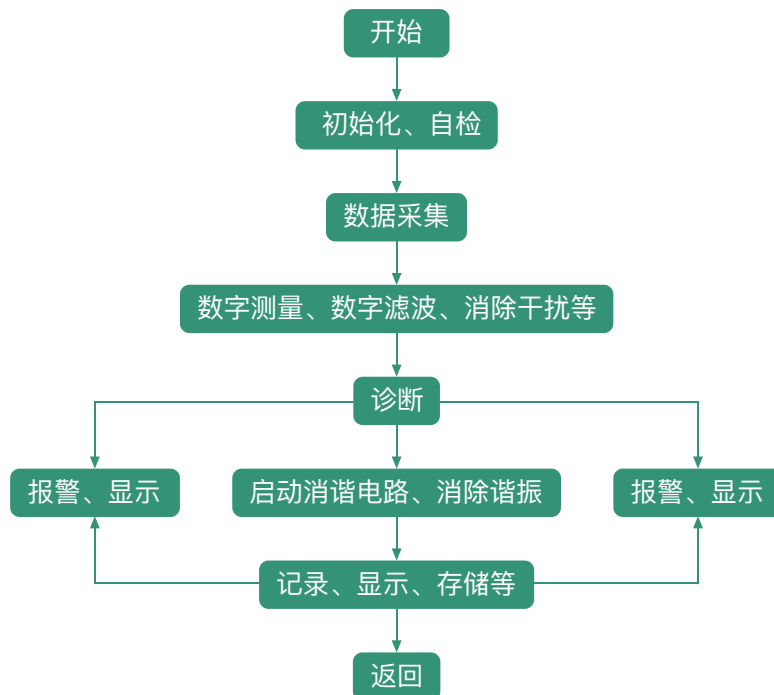 开始
初始化、自检
数据采集
数字测量、数字滤波、消除干扰等
诊断
报警、显示
启动消谐电路、消除谐振
报警、显示
记录、显示、存储等
返回